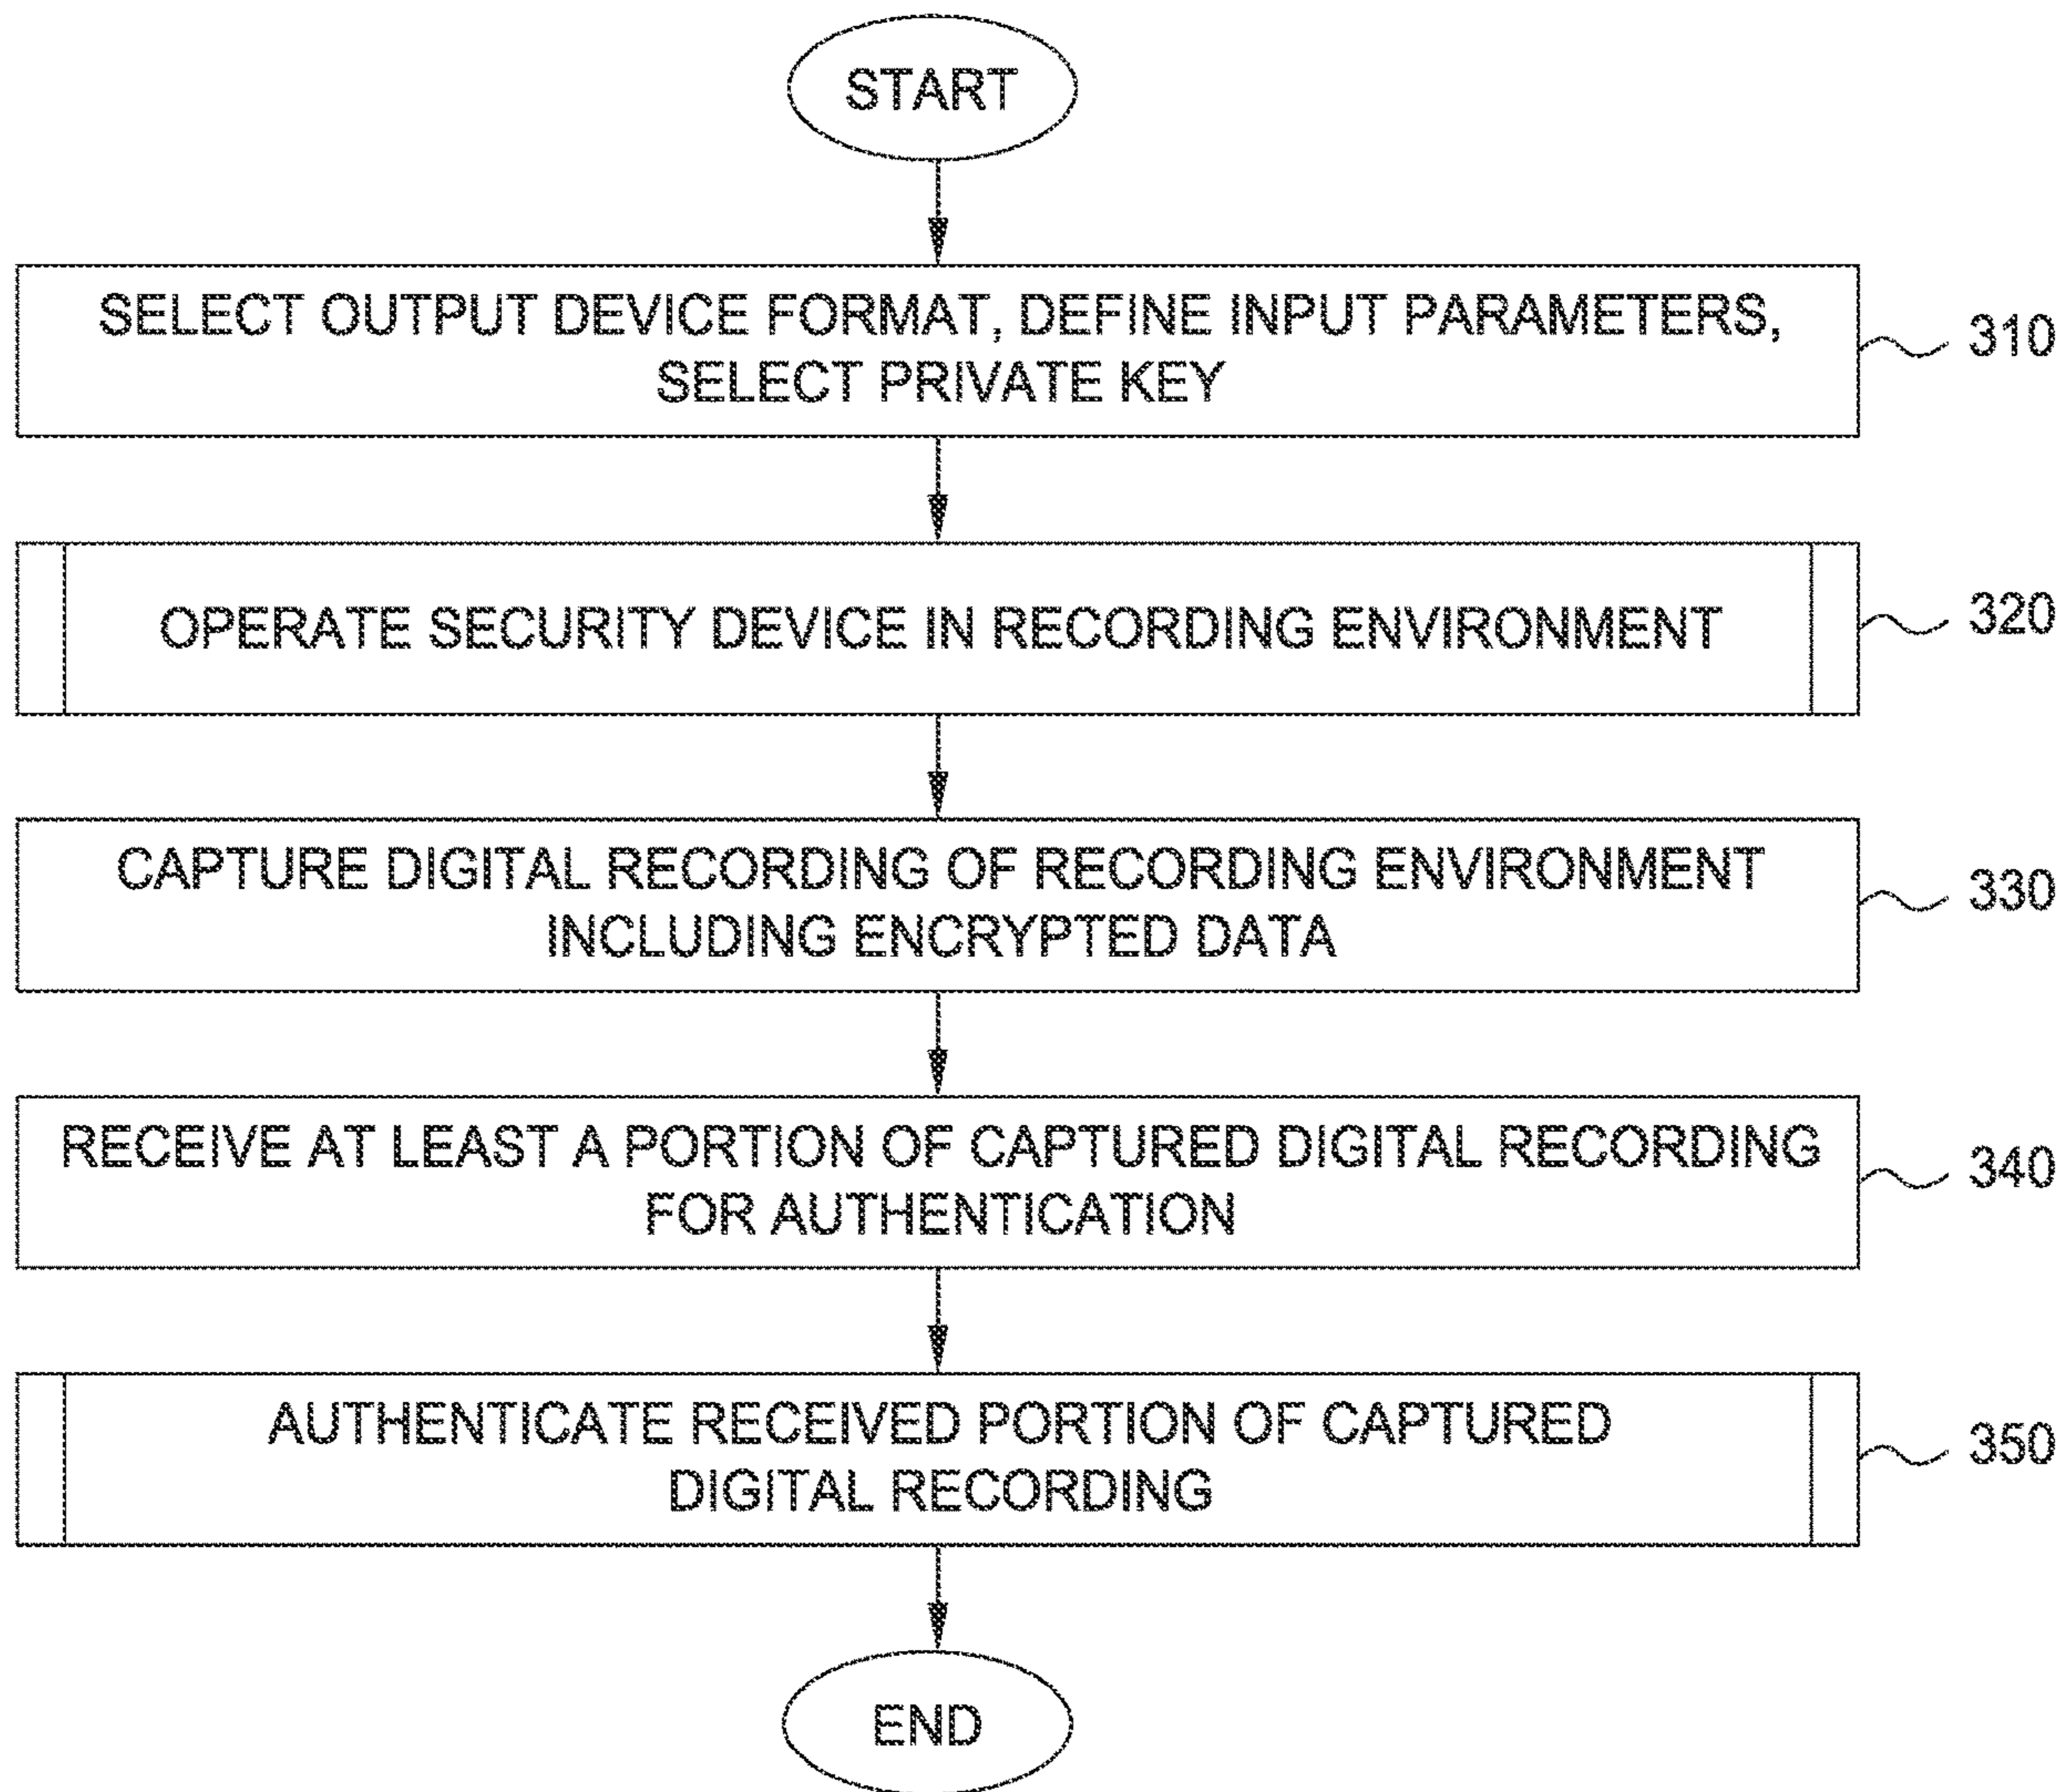 START
SELECT OUTPUT DEVICE FORMAT, DEFINE INPUT PARAMETERS,
SELECT PRIVATE KEY
310
OPERATE SECURITY DEVICE IN RECORDING ENVIRONMENT
320
CAPTURE DIGITAL RECORDING OF RECORDING ENVIRONMENT
INCLUDING ENCRYPTED DATA
330
RECEIVE AT LEAST A PORTION OF CAPTURED DIGITAL RECORDING
FOR AUTHENTICATION
340
AUTHENTICATE RECEIVED PORTION OF CAPTURED
DIGITAL RECORDING
350
END